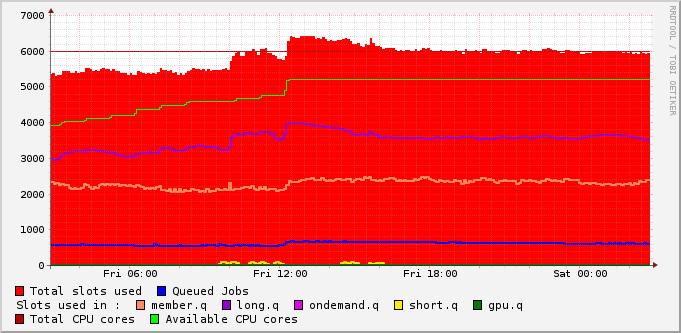 7000
6000
5000
4000
3000
2000
1000
0
Fri 06:00 Fri 12:00 Fri 18:00 Sat 00:00
Total slots used Queued Jobs
Slots used in : member.q long.q ondemand.q short.q gpu.q
Total CPU cores Available CPU cores
RRDTOOL / TOBI OETIKER